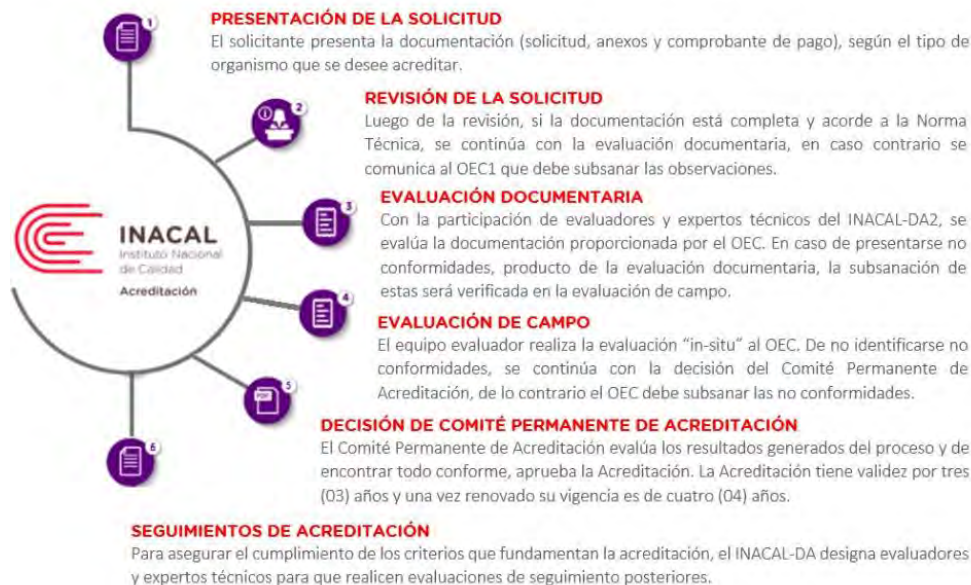 1
PRESENTACIÓN DE LA SOLICITUD
El solicitante presenta la documentación (solicitud, anexos y comprobante de pago), según el tipo de
organismo que se desee acreditar.
2
REVISIÓN DE LA SOLICITUD
Luego de la revisión, si la documentación está completa y acorde a la Norma
Técnica, se continúa con la evaluación documentaria, en caso contrario se
comunica al OEC1 que debe subsanar las observaciones.
3
EVALUACIÓN DOCUMENTARIA
Con la participación de evaluadores y expertos técnicos del INACAL-DA2, se
evalúa la documentación proporcionada por el OEC. En caso de presentarse no
conformidades, producto de la evaluación documentaria, la subsanación de
estas será verificada en la evaluación de campo.
INACAL
Instituto Nacional
de Calidad
Acreditación
4
EVALUACIÓN DE CAMPO
El equipo evaluador realiza la evaluación “in-situ” al OEC. De no identificarse no
conformidades, se continúa con la decisión del Comité Permanente de
Acreditación, de lo contrario el OEC debe subsanar las no conformidades.
5
PDF
DECISIÓN DE COMITÉ PERMANENTE DE ACREDITACIÓN
El Comité Permanente de Acreditación evalúa los resultados generados del proceso y de
encontrar todo conforme, aprueba la Acreditación. La Acreditación tiene validez por tres
(03) años y una vez renovado su vigencia es de cuatro (04) años.
6
SEGUIMIENTOS DE ACREDITACIÓN
Para asegurar el cumplimiento de los criterios que fundamentan la acreditación, el INACAL-DA designa evaluadores
y expertos técnicos para que realicen evaluaciones de seguimiento posteriores.